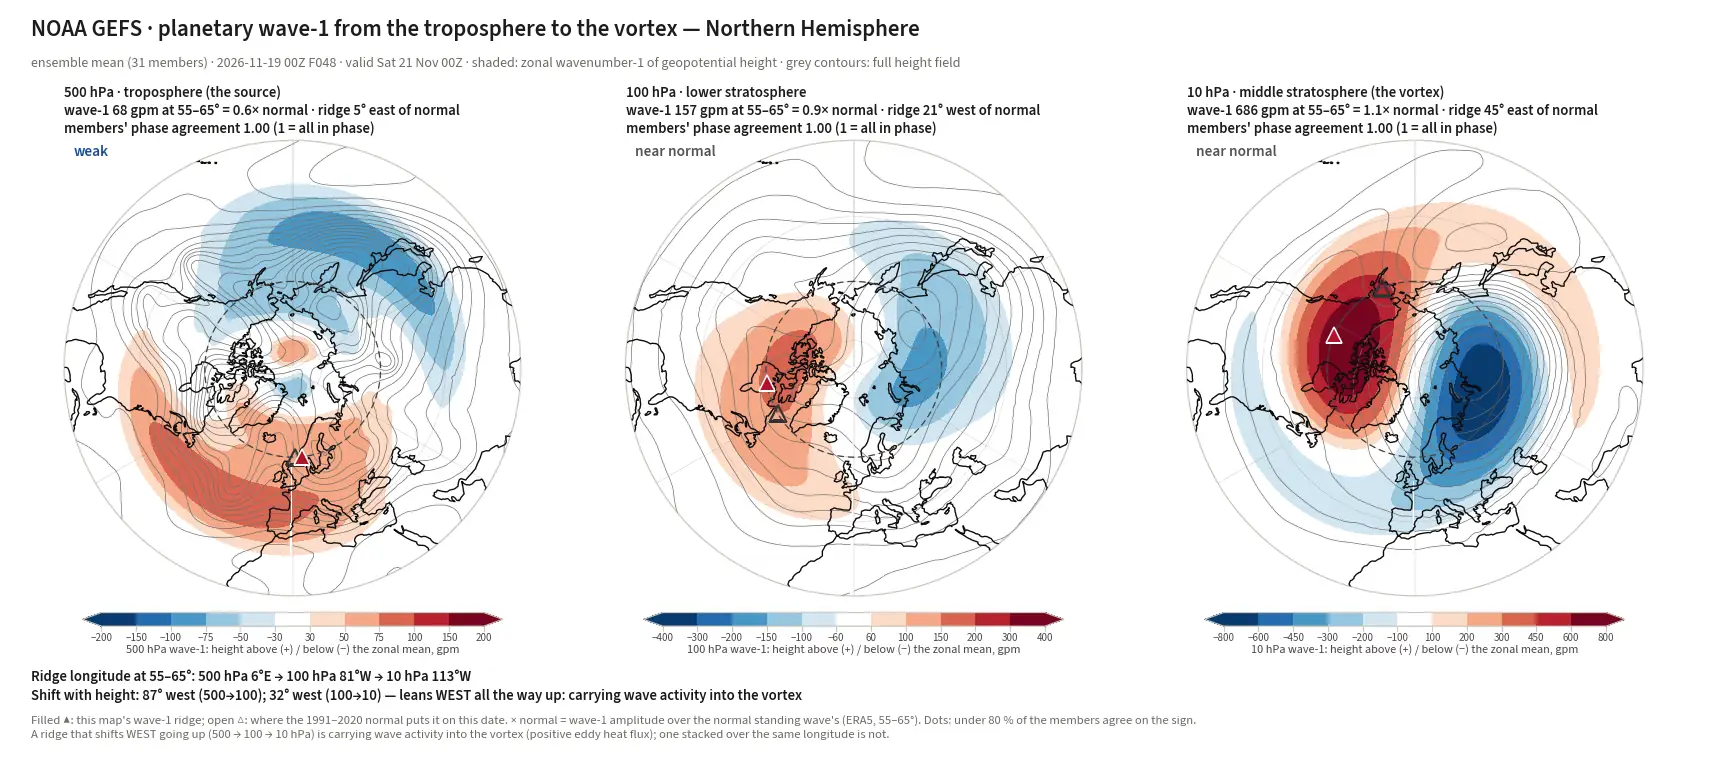 NOAA GEFS · planetary wave-1 from the troposphere to the vortex — Northern Hemisphere
ensemble mean (31 members) · 2026-11-19 00Z F048 · valid Sat 21 Nov 00Z · shaded: zonal wavenumber-1 of geopotential height · grey contours: full height field
500 hPa · troposphere (the source)
wave-1 68 gpm at 55–65° = 0.6× normal · ridge 5° east of normal
members' phase agreement 1.00 (1 = all in phase)
weak
100 hPa · lower stratosphere
wave-1 157 gpm at 55–65° = 0.9× normal · ridge 21° west of normal
members' phase agreement 1.00 (1 = all in phase)
near normal
10 hPa · middle stratosphere (the vortex)
wave-1 686 gpm at 55–65° = 1.1× normal · ridge 45° east of normal
members' phase agreement 1.00 (1 = all in phase)
near normal
−200 −150 −100 −75 −50 −30 30 50 75 100 150 200
500 hPa wave-1: height above (+) / below (−) the zonal mean, gpm
−400 −300 −200 −150 −100 −60 60 100 150 200 300 400
100 hPa wave-1: height above (+) / below (−) the zonal mean, gpm
−800 −600 −450 −300 −200 −100 100 200 300 450 600 800
10 hPa wave-1: height above (+) / below (−) the zonal mean, gpm
Ridge longitude at 55–65°: 500 hPa 6°E → 100 hPa 81°W → 10 hPa 113°W
Shift with height: 87° west (500→100); 32° west (100→10) — leans WEST all the way up: carrying wave activity into the vortex
Filled ▲: this map's wave-1 ridge; open △: where the 1991–2020 normal puts it on this date. × normal = wave-1 amplitude over the normal standing wave's (ERA5, 55–65°). Dots: under 80 % of the members agree on the sign.
A ridge that shifts WEST going up (500 → 100 → 10 hPa) is carrying wave activity into the vortex (positive eddy heat flux); one stacked over the same longitude is not.